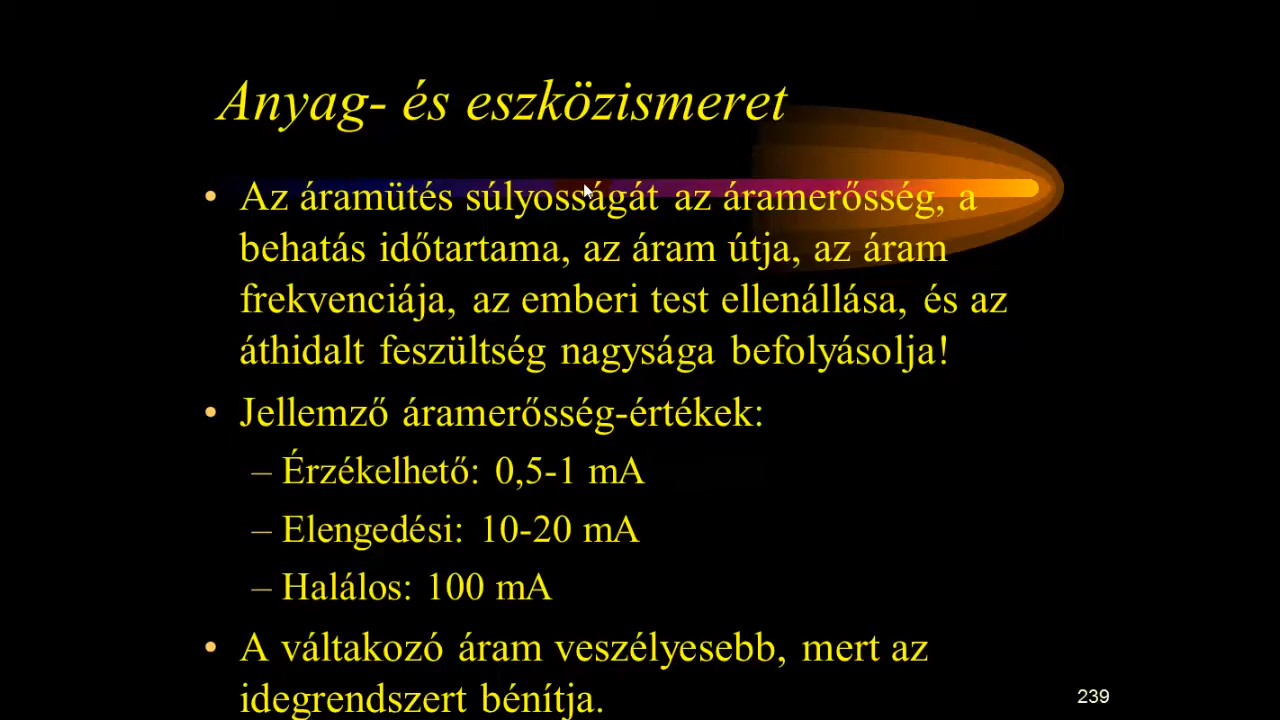 Anyag- és eszközismeret
• Az áramütés súlyosságát az áramerősség, a
behatás időtartama, az áram útja, az áram
frekvenciája, az emberi test ellenállása, és az
áthidalt feszültség nagysága befolyásolja!
• Jellemző áramerősség-értékek:
– Érzékelhető: 0,5-1 mA
– Elengedési: 10-20 mA
– Halálos: 100 mA
• A váltakozó áram veszélyesebb, mert az
idegrendszert bénítja.
239